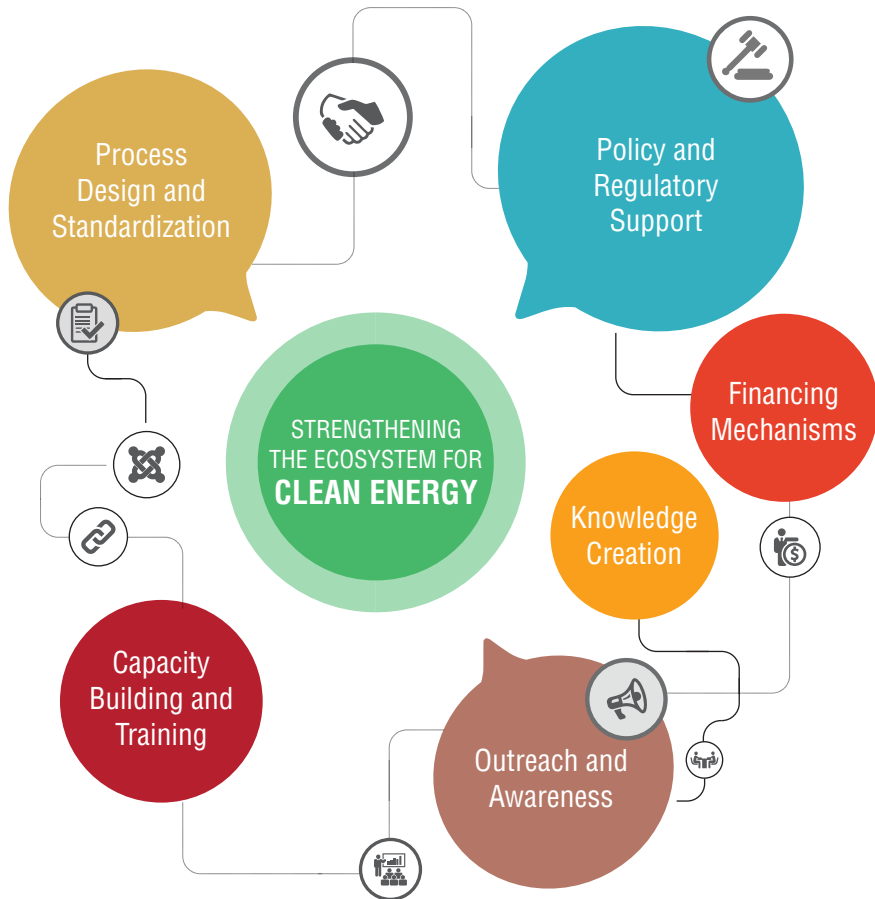 Process
Design and
Standardization
Policy and
Regulatory
Support
Financing
Mechanisms
STRENGTHENING
THE ECOSYSTEM FOR
CLEAN ENERGY
Knowledge
Creation
Capacity
Building and
Training
Outreach and
Awareness
$